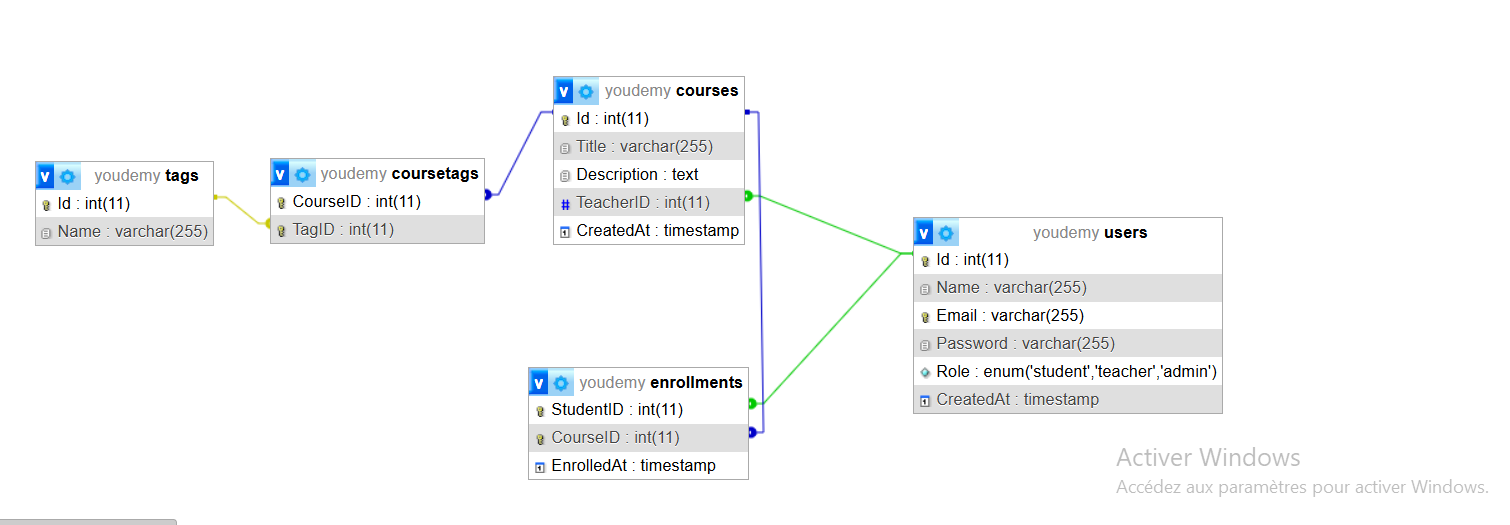 youdemy tags
Id : int(11)
Name : varchar(255)
youdemy coursetags
CourseID : int(11)
TagID : int(11)
youdemy courses
Id : int(11)
Title : varchar(255)
Description : text
TeacherID : int(11)
CreatedAt : timestamp
youdemy enrollments
StudentID : int(11)
CourseID : int(11)
EnrolledAt : timestamp
youdemy users
Id : int(11)
Name : varchar(255)
Email : varchar(255)
Password : varchar(255)
Role : enum('student','teacher','admin')
CreatedAt : timestamp
Activer Windows
Accédez aux paramètres pour activer Windows.